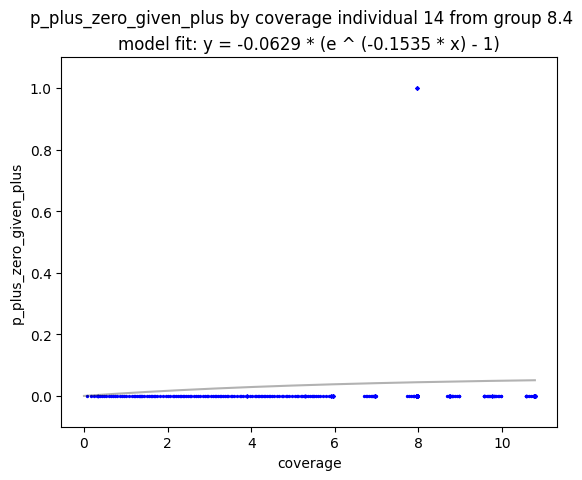 p_plus_zero_given_plus by coverage individual 14 from group 8.4
model fit: y = -0.0629 * (e ^ (-0.1535 * x) - 1)
1.0
0.8
0.6
0.4
0.2
0.0
p_plus_zero_given_plus
0 2 4 6 8 10
coverage